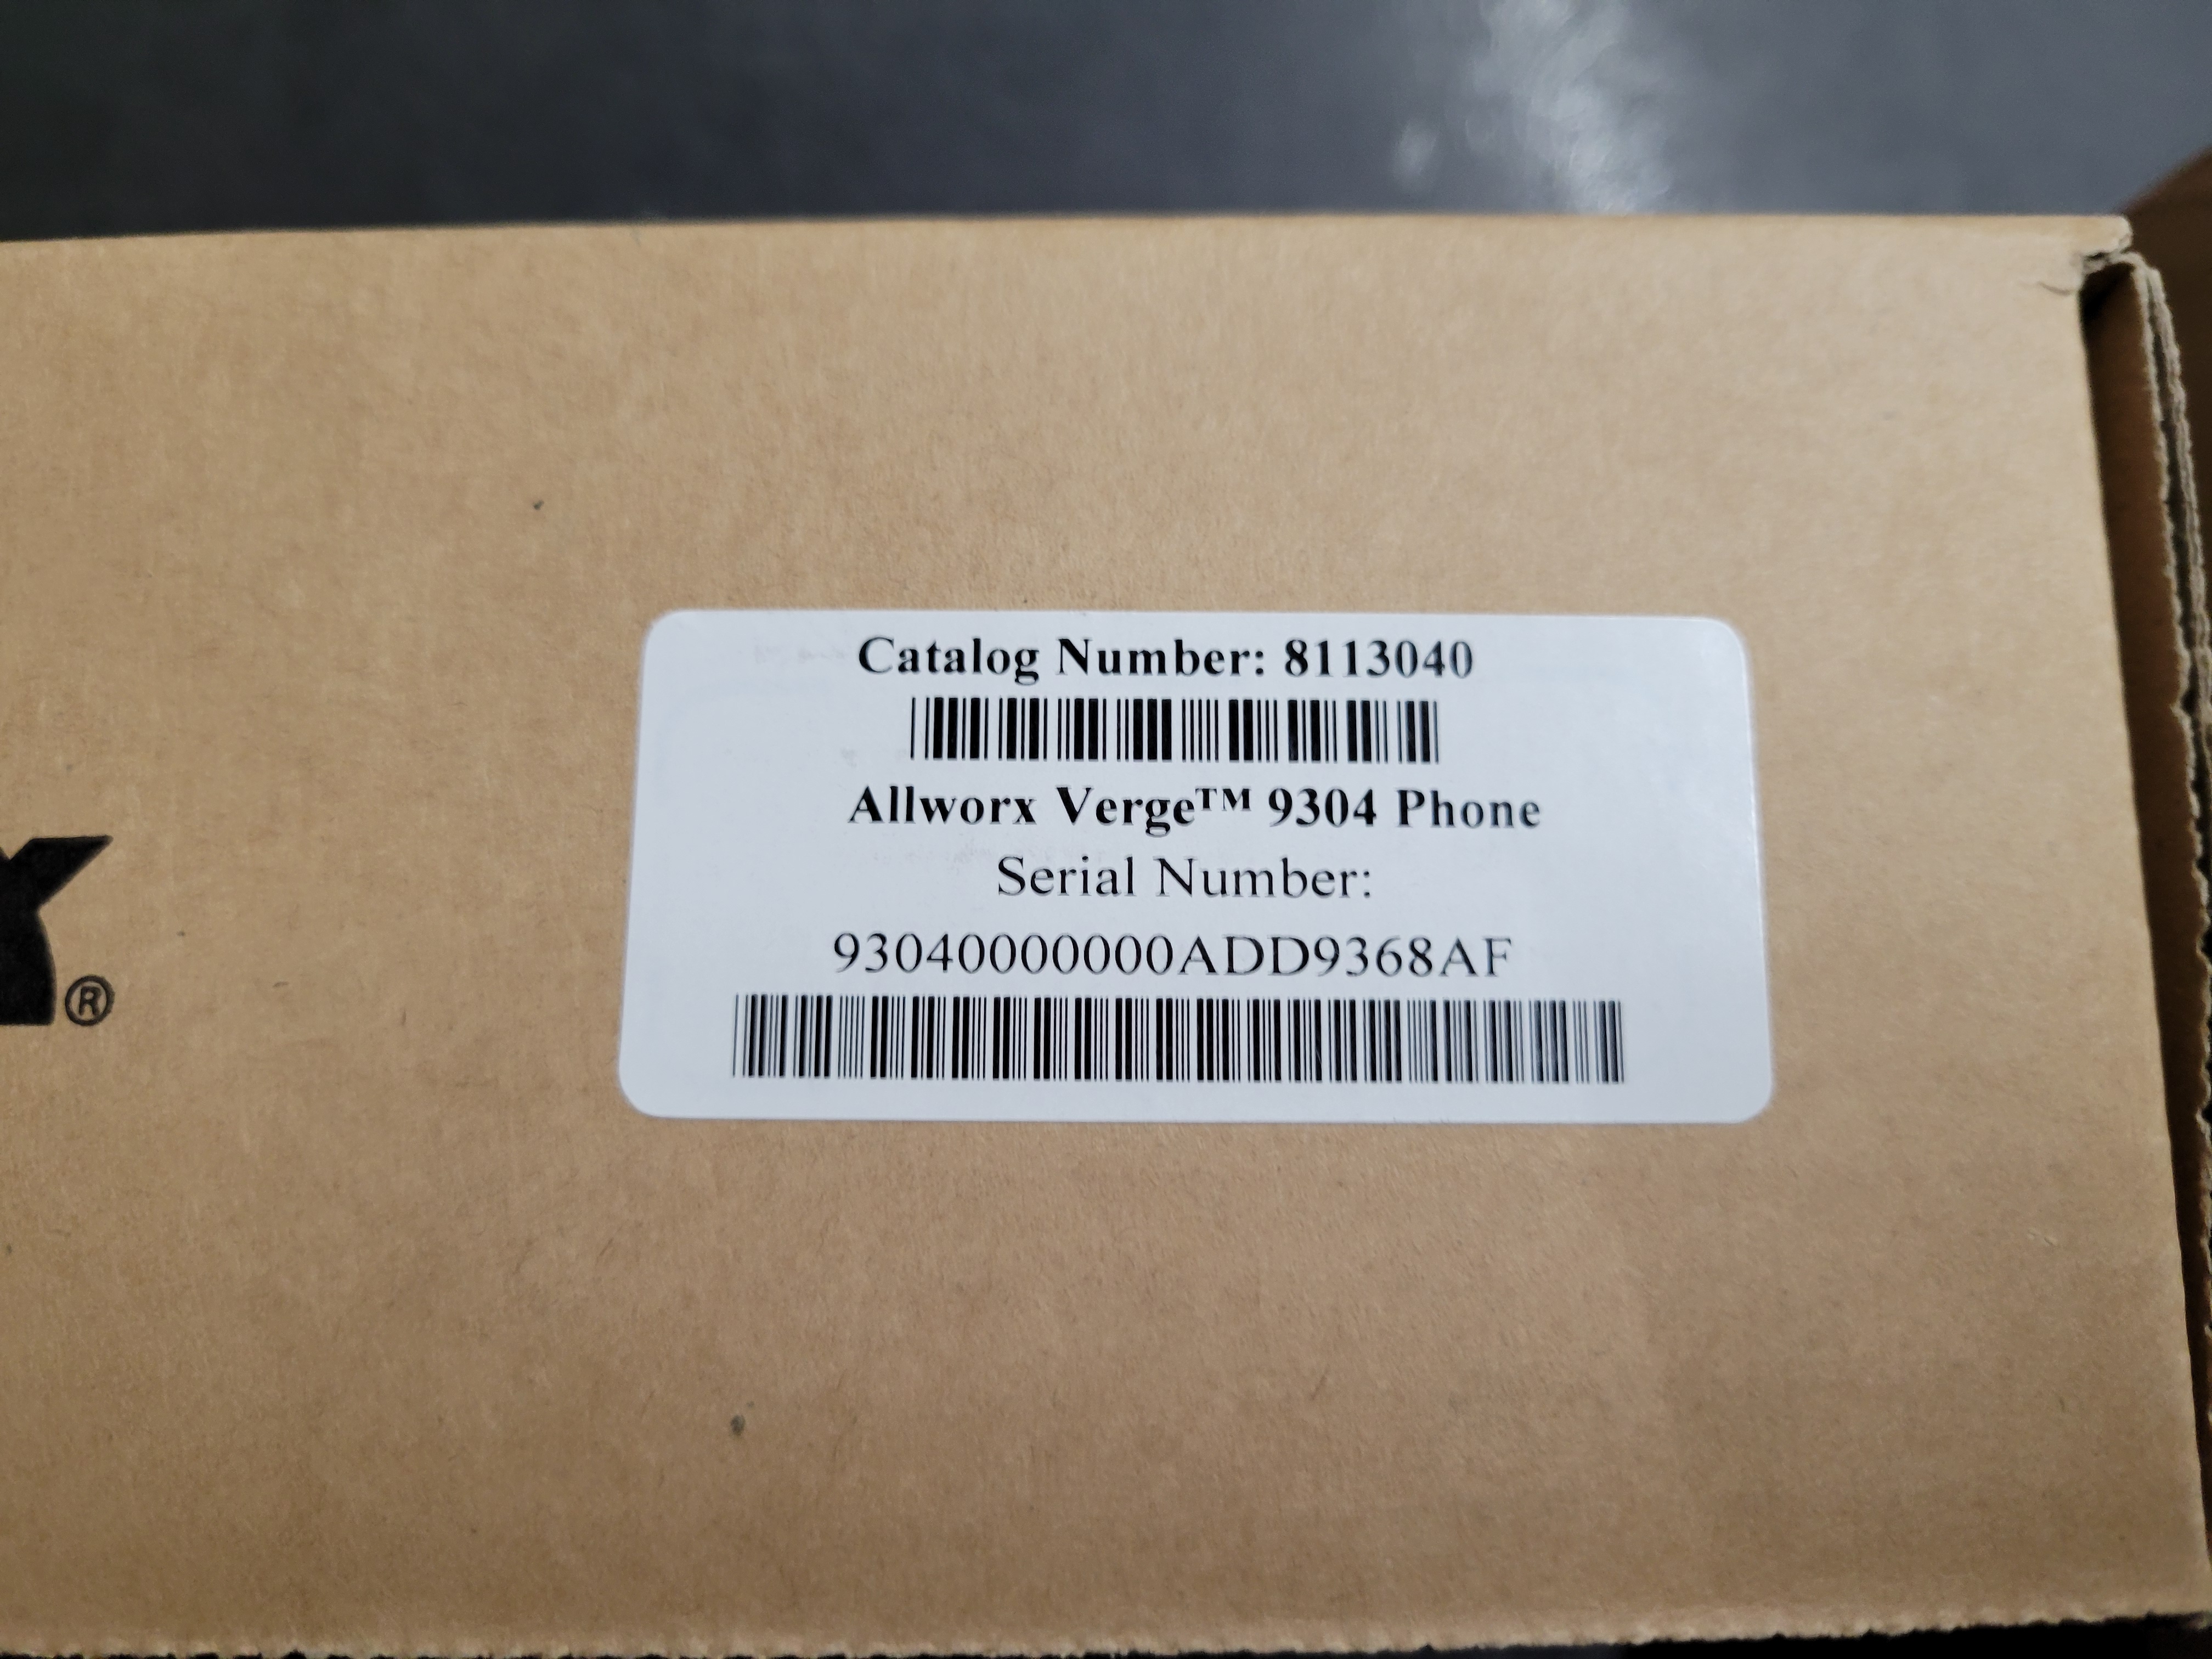 Catalog Number: 8113040
Allworx Verge™ 9304 Phone
Serial Number:
93040000000ADD9368AF
x®